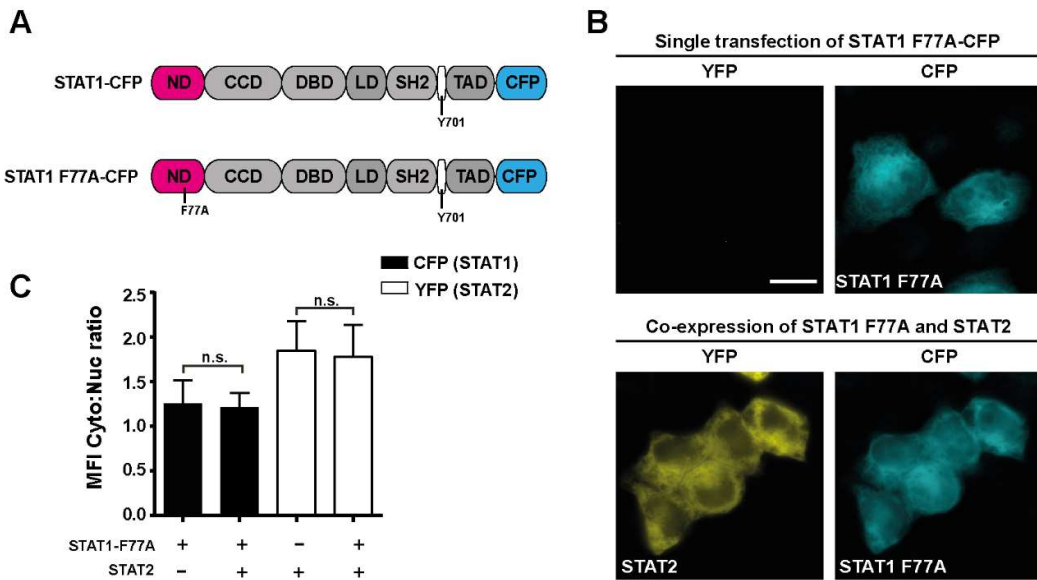 A
STAT1-CFP ND CCD DBD LD SH2 TAD CFP
Y701
STAT1 F77A-CFP ND CCD DBD LD SH2 TAD CFP
F77A
Y701
B
Single transfection of STAT1 F77A-CFP
YFP CFP
STAT1 F77A
Co-expression of STAT1 F77A and STAT2
YFP CFP
STAT2 STAT1 F77A
C
CFP (STAT1)
YFP (STAT2)
MFI Cyto:Nuc ratio
2.5
2.0
1.5
1.0
0.5
0.0
n.s. n.s.
STAT1-F77A + + − +
STAT2 − + + +